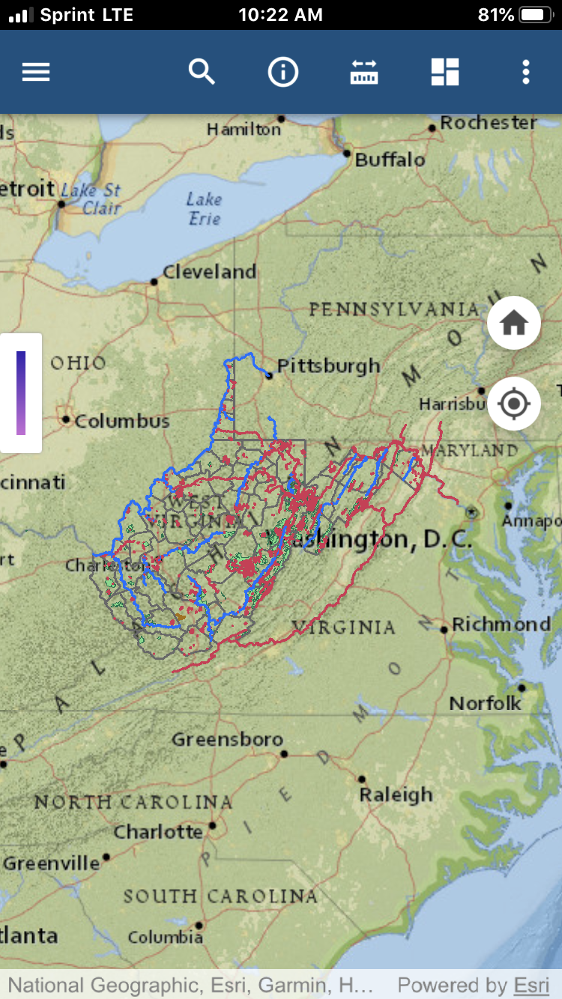 Sprint LTE 10:22 AM 81%
Hamilton
Rochester
ls
Buffalo
etroit
Lake St
Clair
Lake
Erie
Cleveland
PENNSYLVANIA
OHIO
Pittsburgh
Harrisbu
Columbus
MARYLAND
cinnati
WEST
VIRGINIA
Annapo
Washington, D.C.
rt
Charleston
VIRGINIA
Richmond
Norfolk
Greensboro
e
Raleigh
NORTH CAROLINA
Charlotte
Greenville
SOUTH CAROLINA
tlanta
Columbia
P A L A C H I A N M O U N
P I E D M O N T
National Geographic, Esri, Garmin, H... Powered by Esri